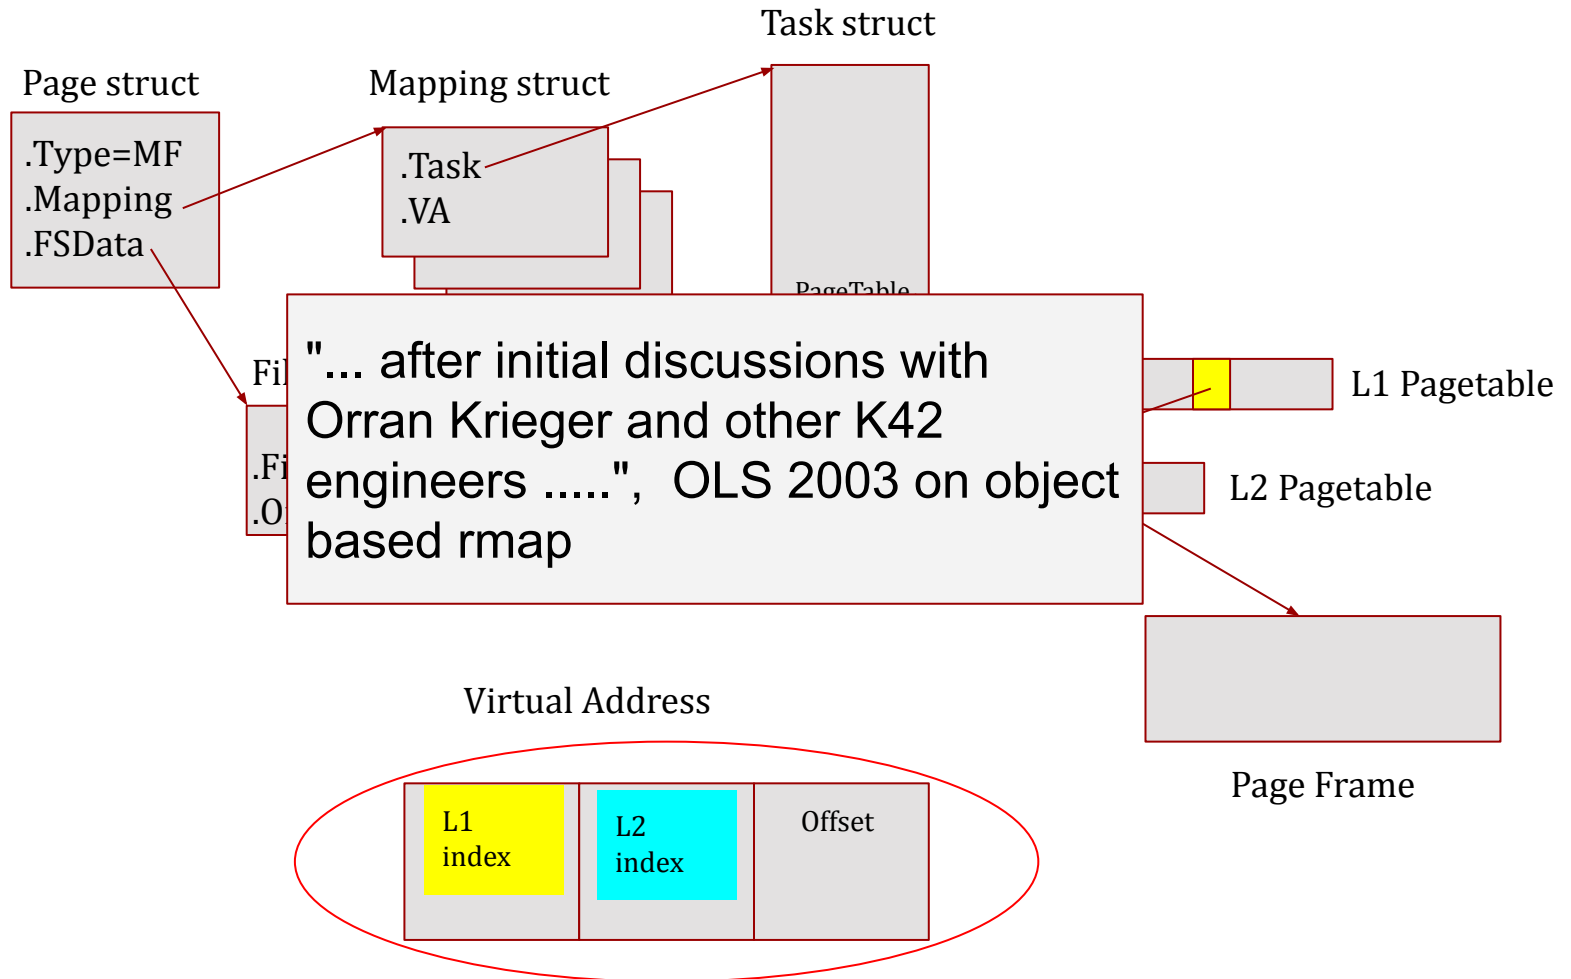 Task struct
Page struct
Mapping struct
.Type=MF
.Mapping
.FSData
.Task
.VA
PageTable
"... after initial discussions with
Orran Krieger and other K42
engineers .....", OLS 2003 on object
based rmap
L1 Pagetable
L2 Pagetable
Virtual Address
Page Frame
L1
index
L2
index
Offset